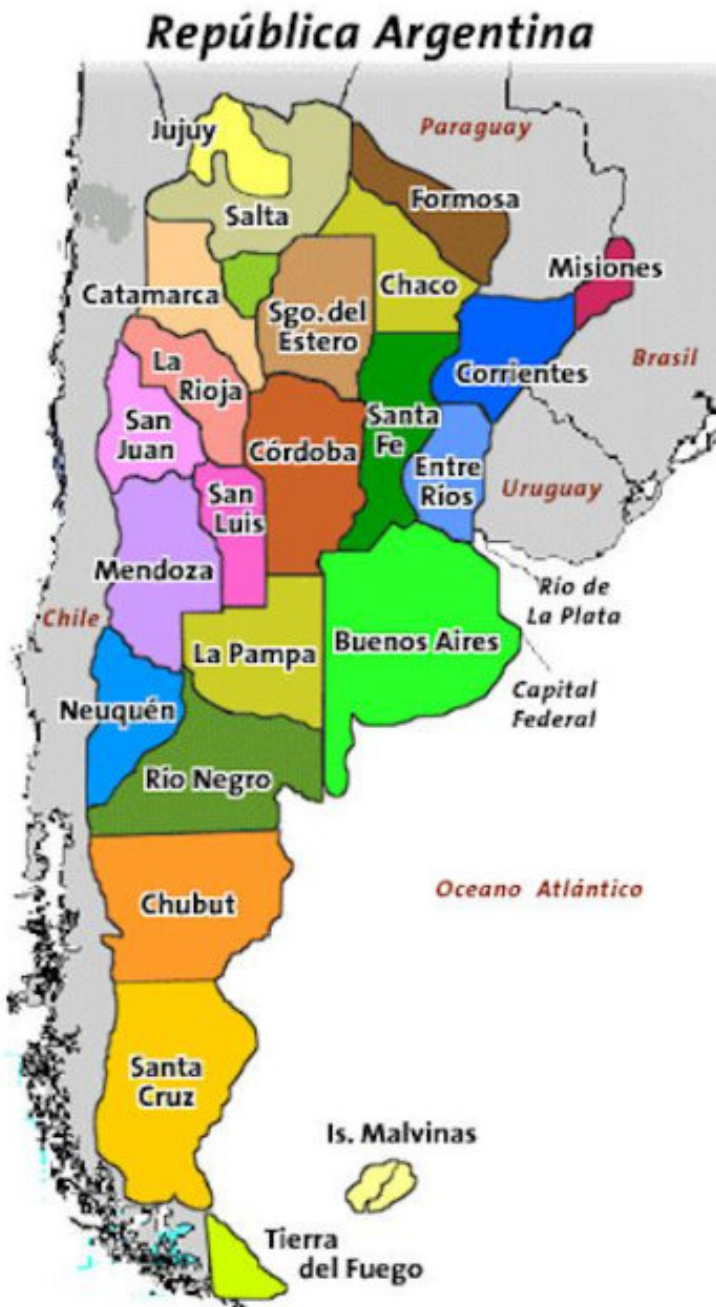 República Argentina
Jujuy
Paraguay
Formosa
Salta
Misiones
Chaco
Catamarca
Sgo. del
Estero
La
Rioja
Corrientes
Brasil
San
Juan
Santa
Fe
Córdoba
Entre
Ríos
San
Luis
Uruguay
Mendoza
Río de
La Plata
Chile
Buenos Aires
La Pampa
Capital
Federal
Neuquén
Río Negro
Oceano Atlántico
Chubut
Santa
Cruz
Is. Malvinas
Tierra
del Fuego